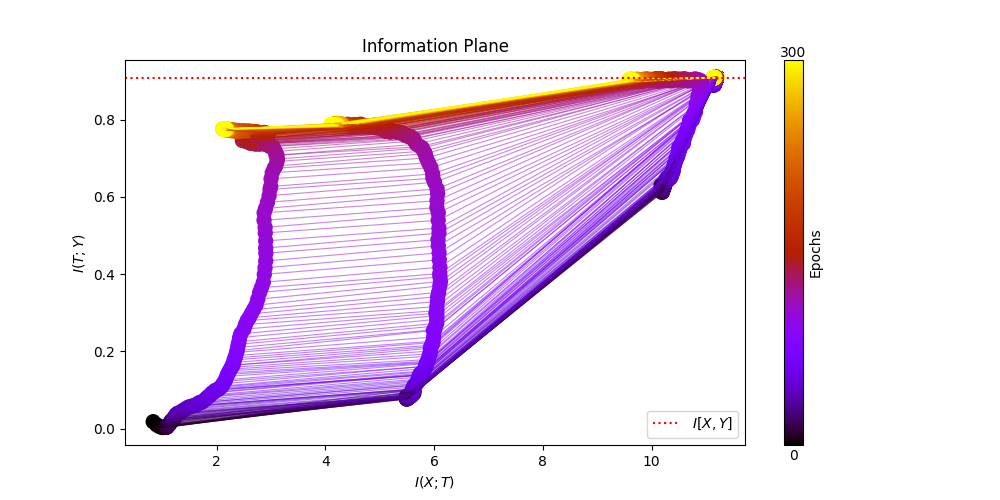 Information Plane
300
0.8
0.6
0.4
0.2
0.0
I(T; Y)
Epochs
I[X, Y]
2
4
6
8
10
0
I(X; T)